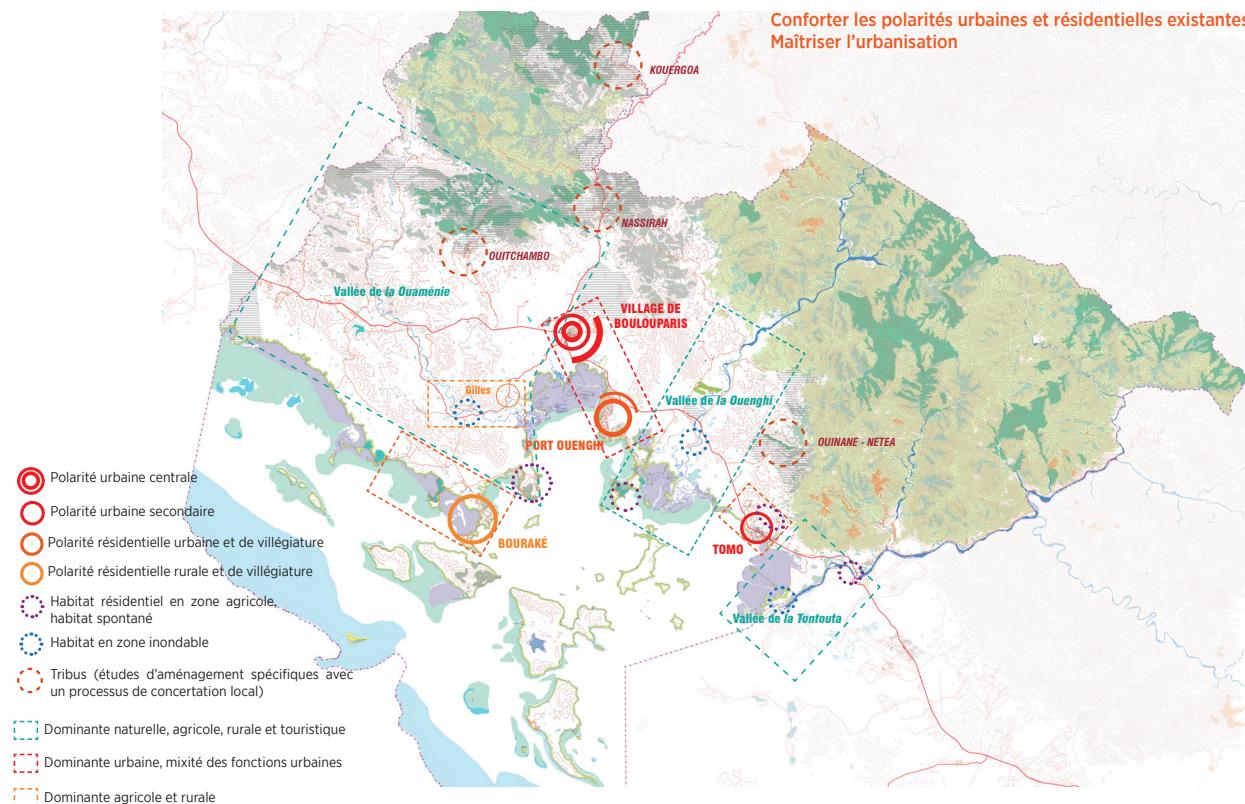 Conforter les polarités urbaines et résidentielles existantes
Maîtriser l'urbanisation
KOUERGOA
NASSIRAH
OUITCHAMBO
Vallée de la Ouaménie
VILLAGE DE
BOULOUPARIS
Gilles
Vallée de la Ouenghi
PORT OUENGHI
OUINANE - NETEA
BOURAKÉ
TOMO
Vallée de la Tontouta
Polarité urbaine centrale
Polarité urbaine secondaire
Polarité résidentielle urbaine et de villégiature
Polarité résidentielle rurale et de villégiature
Habitat résidentiel en zone agricole,
habitat spontané
Habitat en zone inondable
Tribus (études d'aménagement spécifiques avec
un processus de concertation local)
Dominante naturelle, agricole, rurale et touristique
Dominante urbaine, mixité des fonctions urbaines
Dominante agricole et rurale